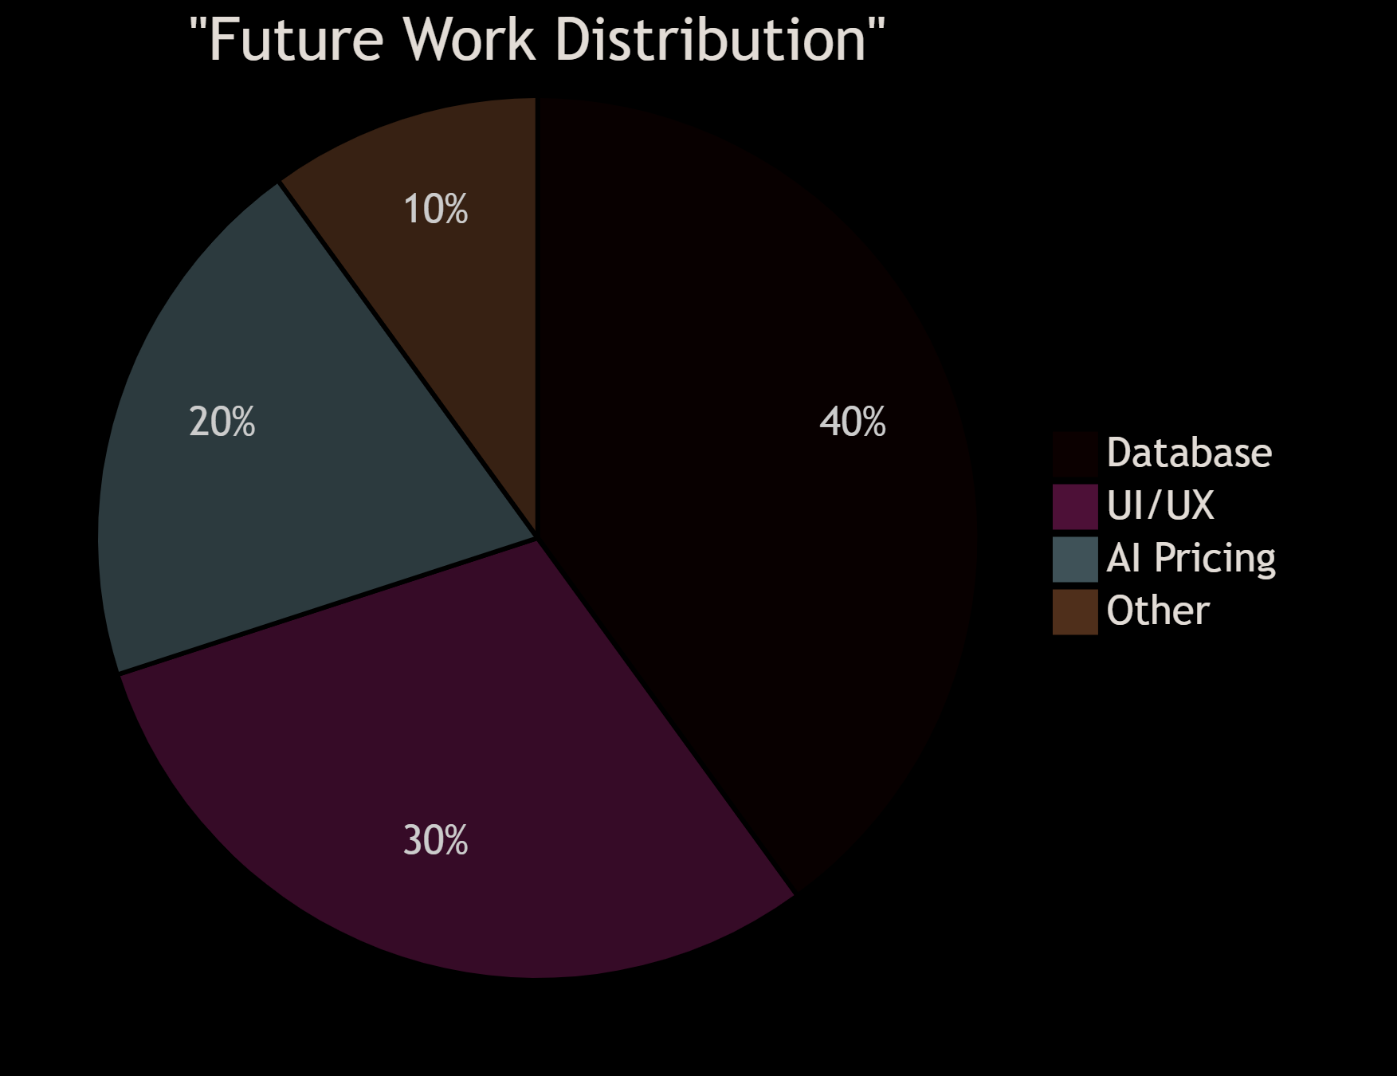 "Future Work Distribution"
10%
20%
40%
30%
Database
UI/UX
AI Pricing
Other